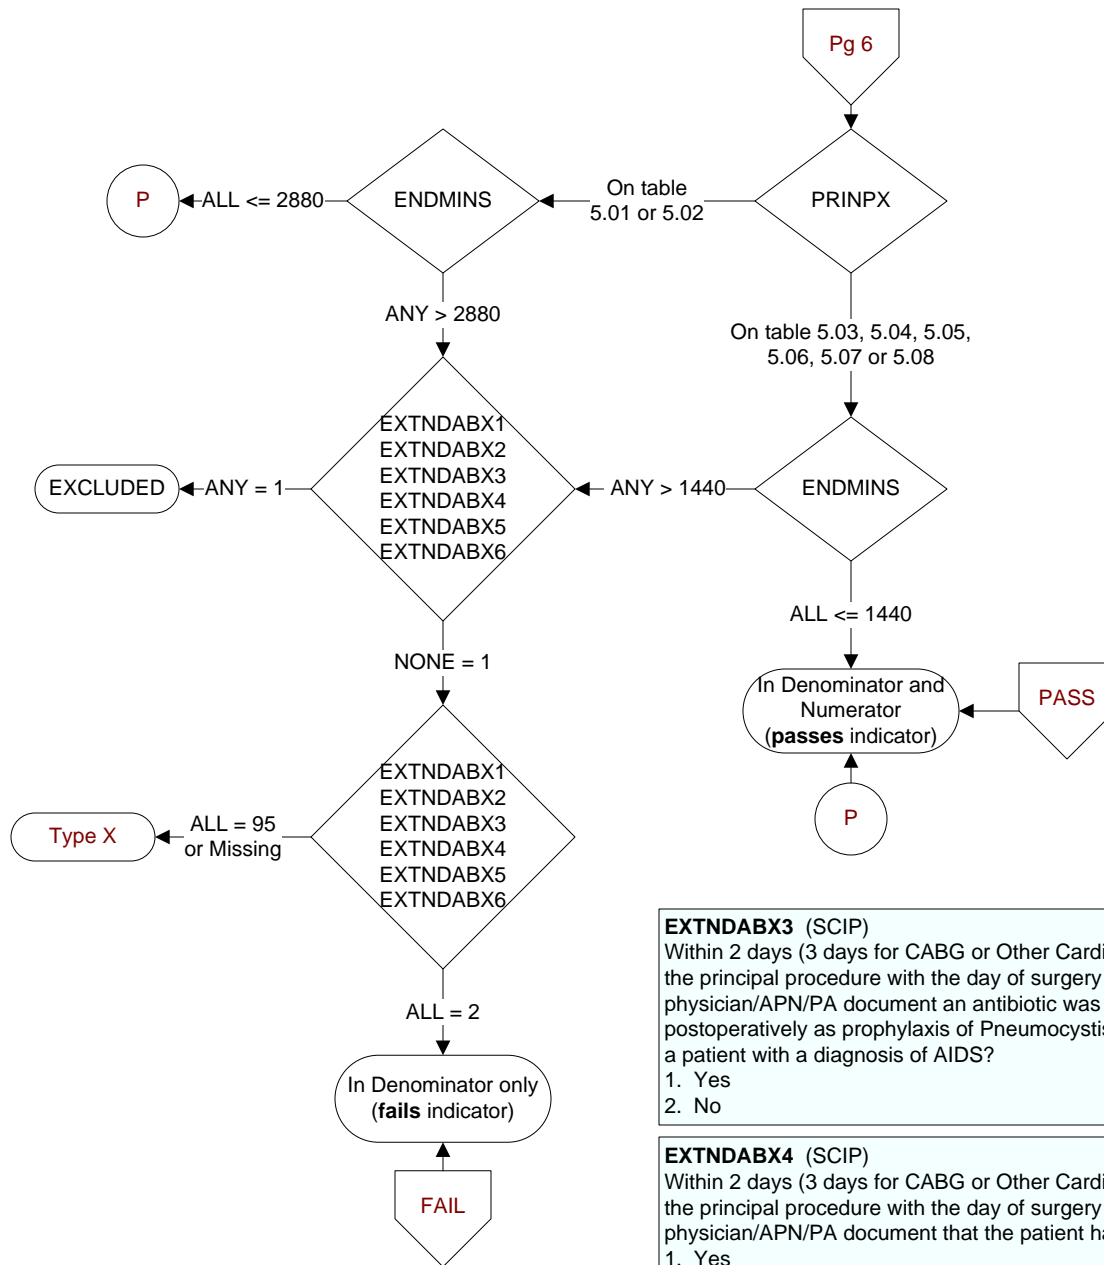 Pg 6
PRINPX
On table
5.01 or 5.02
ENDMINS
ALL <= 2880
P
ANY > 2880
On table 5.03, 5.04, 5.05,
5.06, 5.07 or 5.08
EXTNDABX1
EXTNDABX2
EXTNDABX3
EXTNDABX4
EXTNDABX5
EXTNDABX6
ANY = 1
EXCLUDED
ANY > 1440
ENDMINS
ALL <= 1440
NONE = 1
In Denominator and
Numerator
(passes indicator)
PASS
P
EXTNDABX1
EXTNDABX2
EXTNDABX3
EXTNDABX4
EXTNDABX5
EXTNDABX6
ALL = 95
or Missing
Type X
ALL = 2
In Denominator only
(fails indicator)
FAIL
EXTNDABX3 (SCIP)
Within 2 days (3 days for CABG or Other Cardi
the principal procedure with the day of surgery
physician/APN/PA document an antibiotic was
postoperatively as prophylaxis of Pneumocystis
a patient with a diagnosis of AIDS?
1. Yes
2. No
EXTNDABX4 (SCIP)
Within 2 days (3 days for CABG or Other Cardi
the principal procedure with the day of surgery
physician/APN/PA document that the patient ha
1. Yes